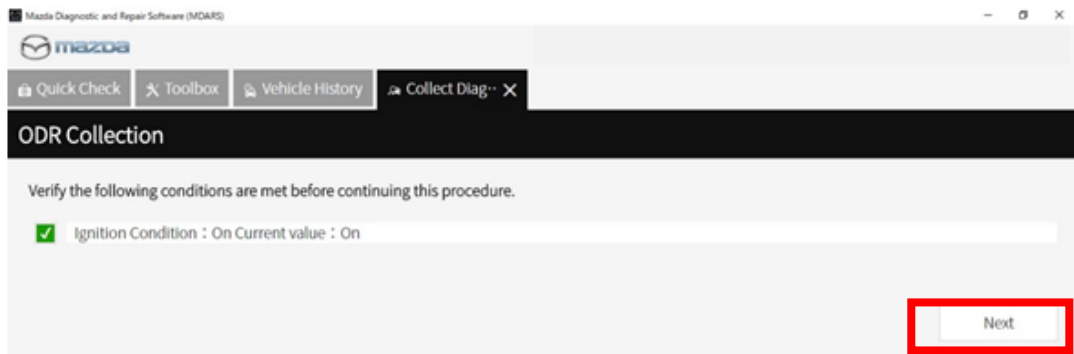 Mazda Diagnostic and Repair Software (MDARS)
mazda
Quick Check Toolbox Vehicle History Collect Diag··
ODR Collection
Verify the following conditions are met before continuing this procedure.
Ignition Condition : On Current value : On
Next